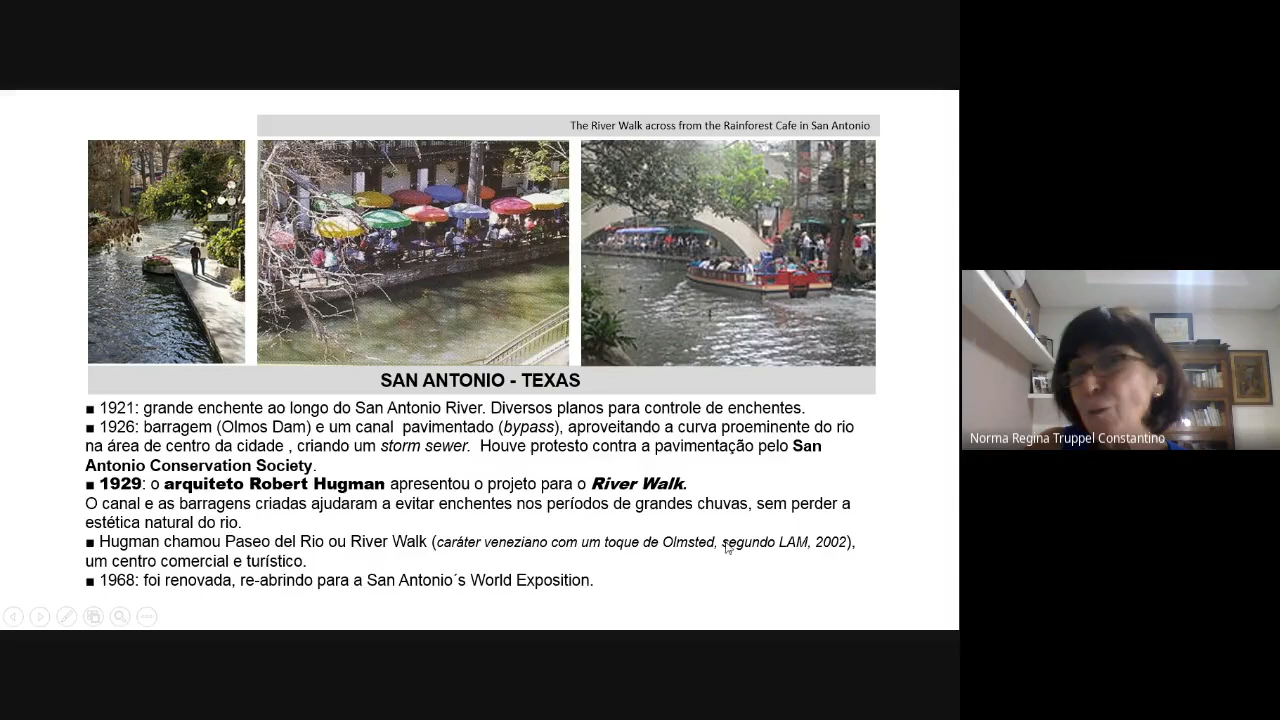 The River Walk across from the Rainforest Cafe in San Antonio
SAN ANTONIO - TEXAS
■ 1921: grande enchente ao longo do San Antonio River. Diversos planos para controle de enchentes.
■ 1926: barragem (Olmos Dam) e um canal pavimentado (bypass), aproveitando a curva proeminente do rio
na área de centro da cidade , criando um storm sewer. Houve protesto contra a pavimentação pelo San
Antonio Conservation Society.
■ 1929: o arquiteto Robert Hugman apresentou o projeto para o River Walk.
O canal e as barragens criadas ajudaram a evitar enchentes nos períodos de grandes chuvas, sem perder a
estética natural do rio.
■ Hugman chamou Paseo del Rio ou River Walk (caráter veneziano com um toque de Olmsted, segundo LAM, 2002),
um centro comercial e turístico.
■ 1968: foi renovada, re-abrindo para a San Antonio´s World Exposition.
Norma Regina Truppel Constantino